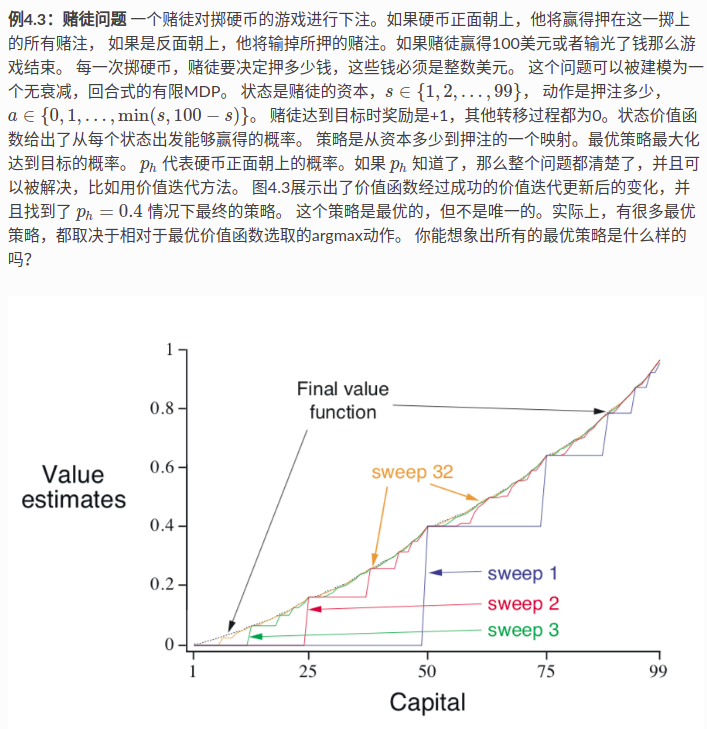 例4.3：赌徒问题 一个赌徒对掷硬币的游戏进行下注。如果硬币正面朝上，他将赢得押在这一掷上
的所有赌注， 如果是反面朝上，他将输掉所押的赌注。如果赌徒赢得100美元或者输光了钱那么游
戏结束。 每一次掷硬币，赌徒要决定押多少钱，这些钱必须是整数美元。 这个问题可以被建模为一
个无衰减，回合式的有限MDP。 状态是赌徒的资本，s ∈ {1, 2, . . . , 99}， 动作是押注多少，
a ∈ {0, 1, . . . , min(s, 100 − s)}。 赌徒达到目标时奖励是+1，其他转移过程都为0。状态价值函
数给出了从每个状态出发能够赢得的概率。 策略是从资本多少到押注的一个映射。最优策略最大化
达到目标的概率。 pₕ 代表硬币正面朝上的概率。如果 pₕ 知道了，那么整个问题都清楚了，并且可
以被解决，比如用价值迭代方法。 图4.3展示出了价值函数经过成功的价值迭代更新后的变化，并
且找到了 pₕ = 0.4 情况下最终的策略。 这个策略是最优的，但不是唯一的。实际上，有很多最优
策略，都取决于相对于最优价值函数选取的argmax动作。 你能想象出所有的最优策略是什么样的
吗？
1
Final value
function
0.8
Value
estimates
0.6
sweep 32
0.4
sweep 1
0.2
sweep 2
sweep 3
0
1
25
50
75
99
Capital